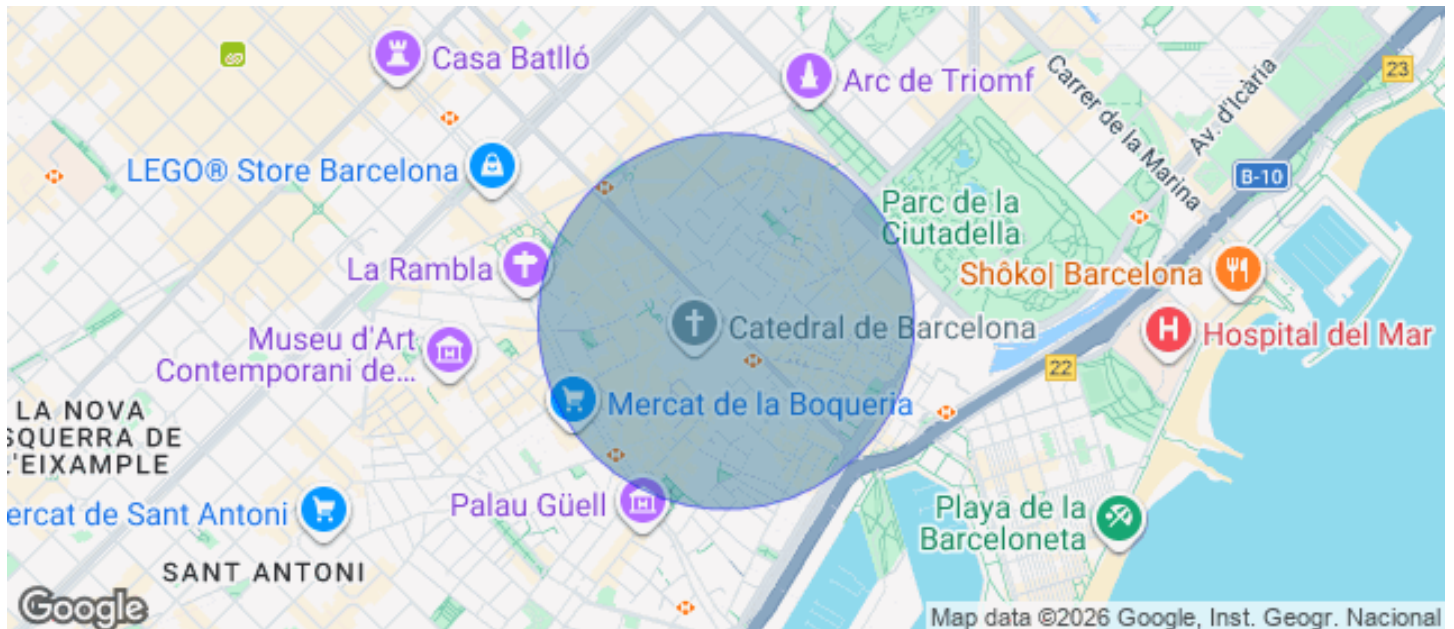 Casa Batlló
Arc de Triomf
Carrer de la Marina
Av. d'Icària
23
LEGO® Store Barcelona
B-10
Parc de la
Ciutadella
La Rambla
Shôko| Barcelona
Museu d'Art
Contemporani de...
Catedral de Barcelona
Hospital del Mar
22
Mercat de la Boqueria
LA NOVA
SQUERRA DE
L'EIXAMPLE
Palau Güell
ercat de Sant Antoni
Playa de la
Barceloneta
SANT ANTONI
Google
Map data ©2026 Google, Inst. Geogr. Nacional